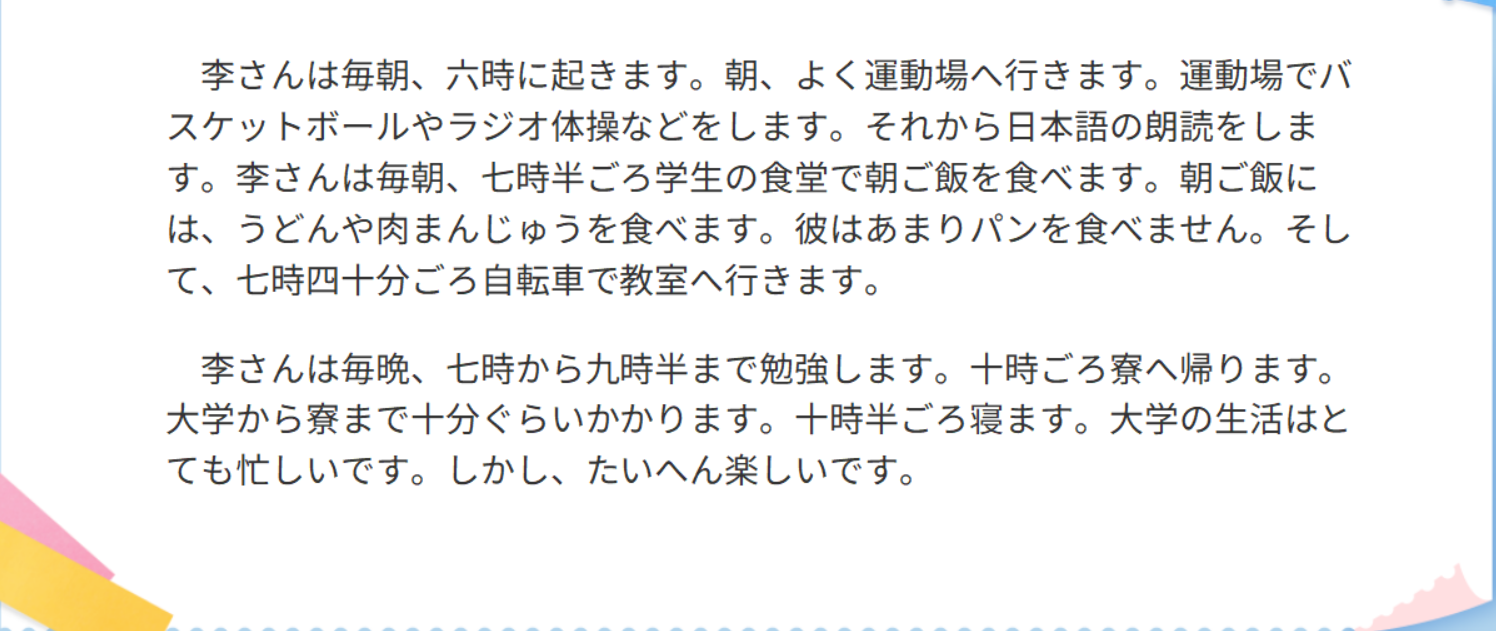 李さんは毎朝、六時に起きます。朝、よく運動場へ行きます。運動場でバ
スケットボールやラジオ体操などをします。それから日本語の朗読をしま
す。李さんは毎朝、七時半ごろ学生の食堂で朝ご飯を食べます。朝ご飯に
は、うどんや肉まんじゅうを食べます。彼はあまりパンを食べません。そし
て、七時四十分ごろ自転車で教室へ行きます。
李さんは毎晩、七時から九時半まで勉強します。十時ごろ寮へ帰ります。
大学から寮まで十分ぐらいかかります。十時半ごろ寝ます。大学の生活はと
ても忙しいです。しかし、たいへん楽しいです。